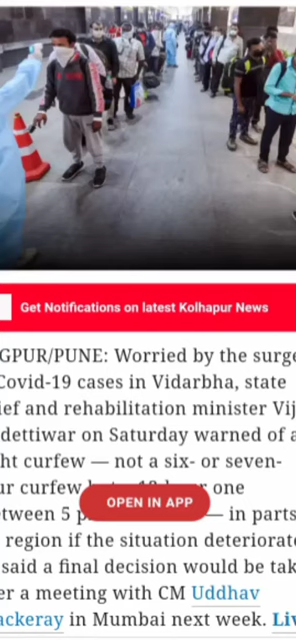 Get Notifications on latest Kolhapur News
GPUR/PUNE: Worried by the surge
Covid-19 cases in Vidarbha, state
ief and rehabilitation minister Vij
dettiwar on Saturday warned of a
ht curfew — not a six- or seven-
ur curfew one
OPEN IN APP
tween 5 p — in parts
region if the situation deteriorate
said a final decision would be tak
er a meeting with CM Uddhav
ackeray in Mumbai next week. Liv